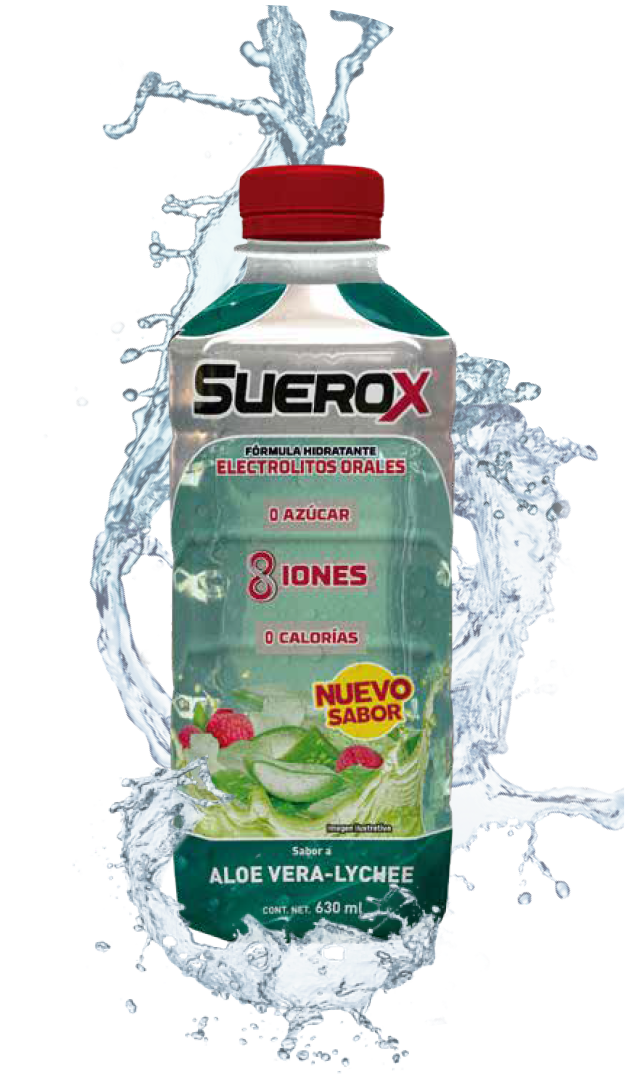 SUEROX
FÓRMULA HIDRATANTE
ELECTROLITOS ORALES
0 AZÚCAR
8 IONES
0 CALORÍAS
NUEVO
SABOR
Imagen ilustrativa
Sabor a
ALOE VERA-LYCHEE
CONT. NET. 630 ml